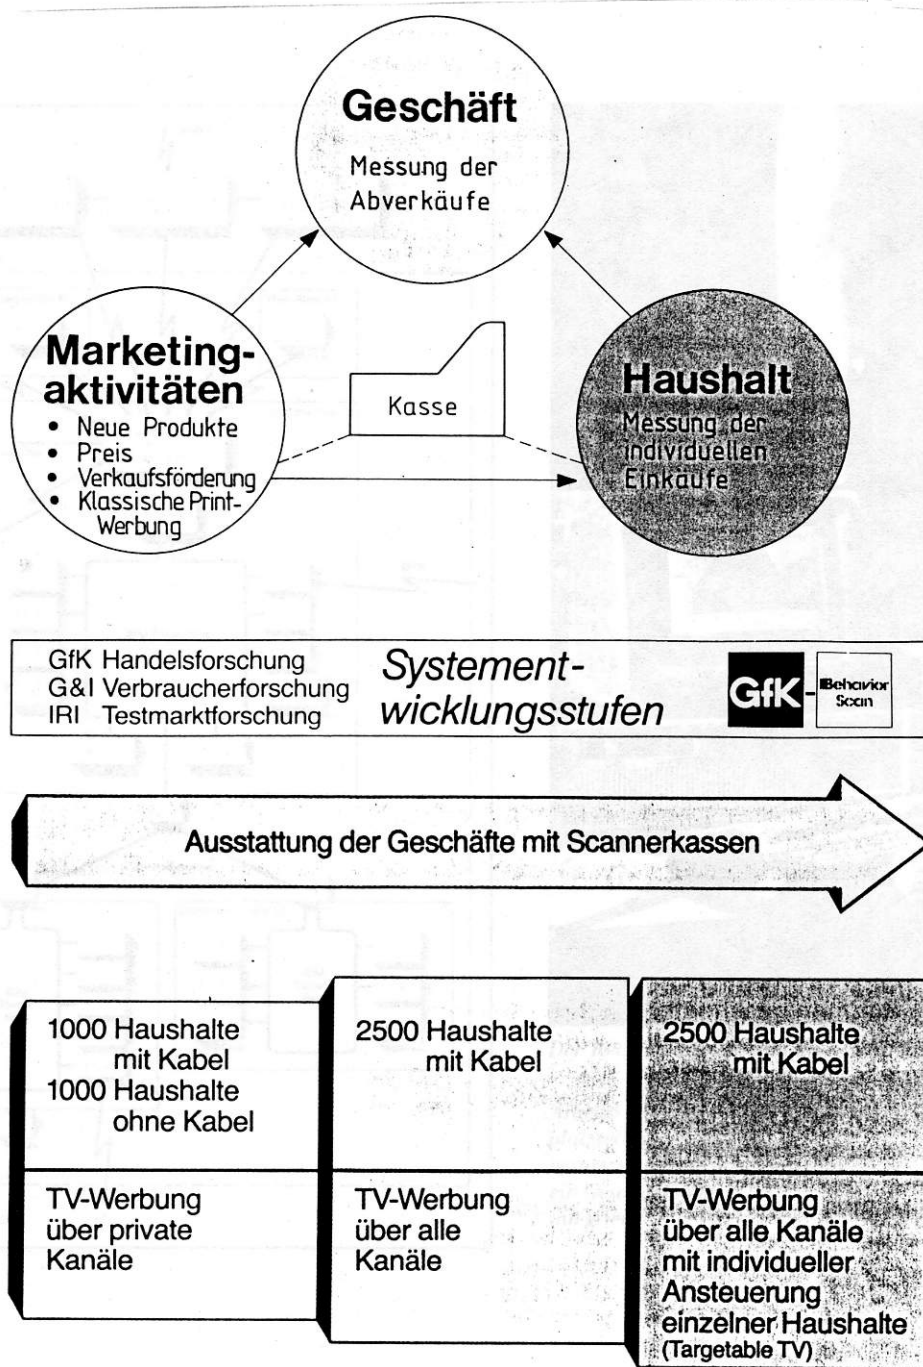 Geschäft
Messung der
Abverkäufe
Marketing-
aktivitäten
• Neue Produkte
• Preis
• Verkaufsförderung
• Klassische Print-
Werbung
Kasse
Haushalt
Messung der
individuellen
Einkäufe
GfK Handelsforschung
G&I Verbraucherforschung
IRI Testmarktforschung
Systement-
wicklungsstufen
GfK-
Behavior
Scan
Ausstattung der Geschäfte mit Scannerkassen
1000 Haushalte
mit Kabel
1000 Haushalte
ohne Kabel
TV-Werbung
über private
Kanäle
2500 Haushalte
mit Kabel
TV-Werbung
über alle
Kanäle
2500 Haushalte
mit Kabel
TV-Werbung
über alle Kanäle
mit individueller
Ansteuerung
einzelner Haushalte
(Targetable TV)